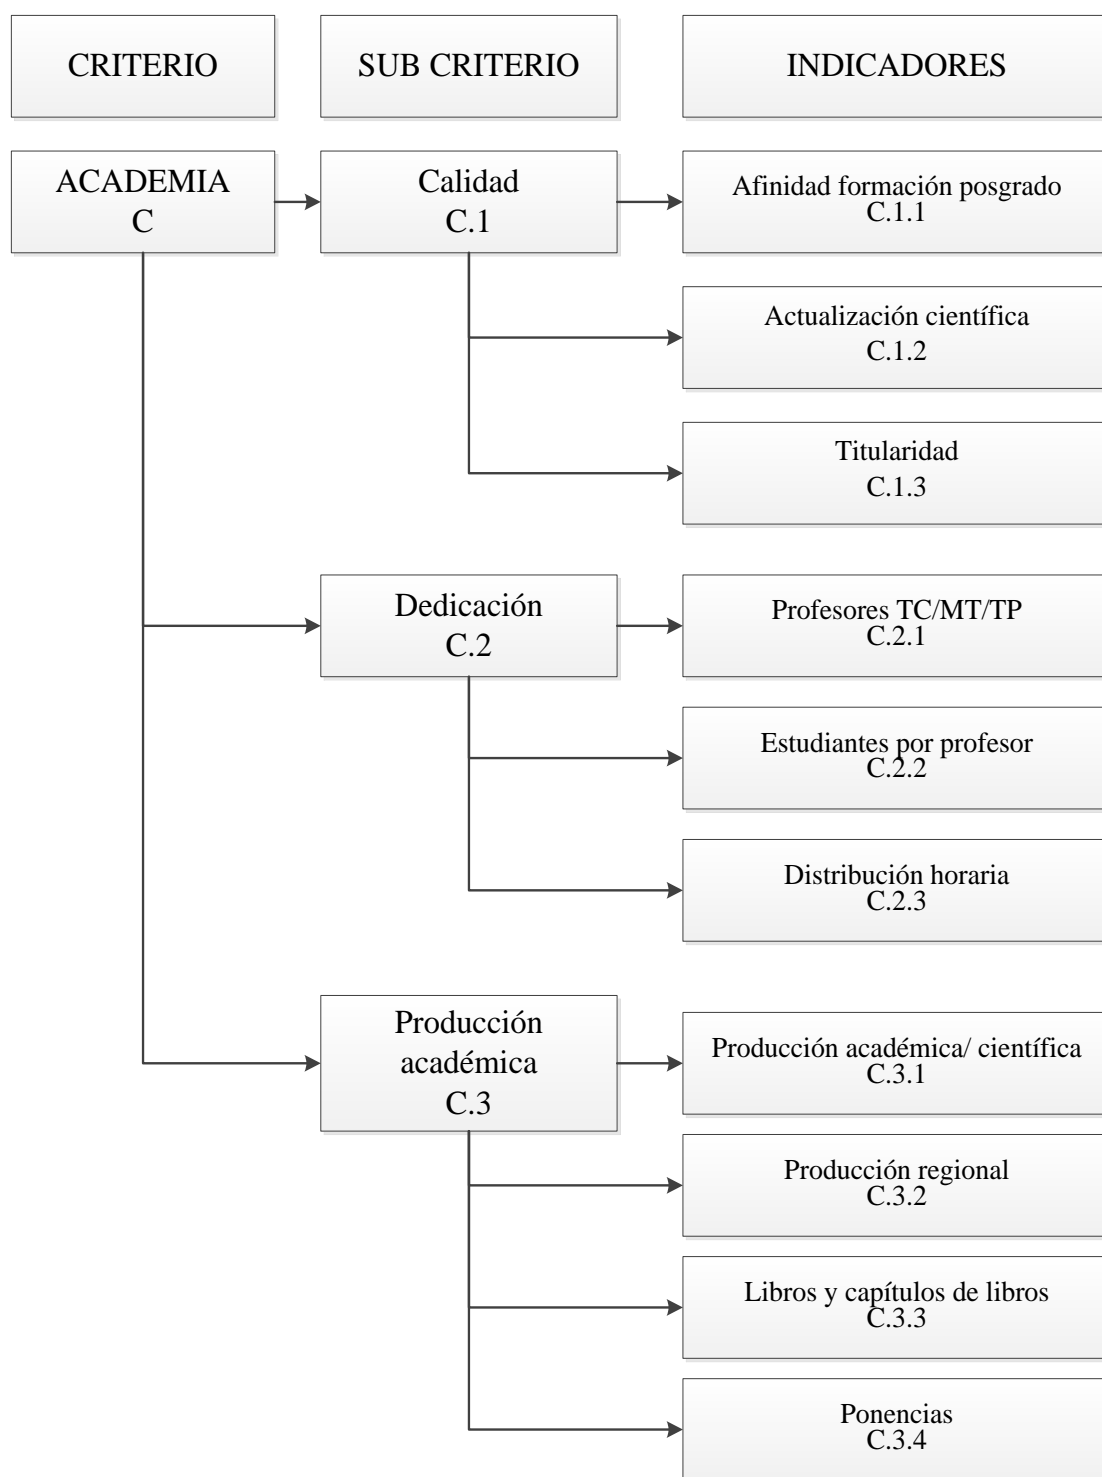 CRITERIO
SUB CRITERIO
INDICADORES
ACADEMIA
C
Calidad
C.1
Afinidad formación posgrado
C.1.1
Actualización científica
C.1.2
Titularidad
C.1.3
Dedicación
C.2
Profesores TC/MT/TP
C.2.1
Estudiantes por profesor
C.2.2
Distribución horaria
C.2.3
Producción
académica
C.3
Producción académica/ científica
C.3.1
Producción regional
C.3.2
Libros y capítulos de libros
C.3.3
Ponencias
C.3.4